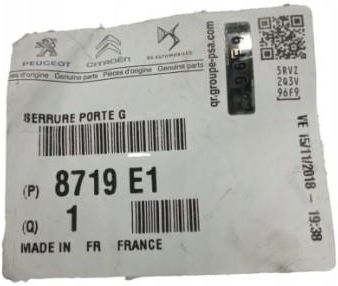 PEUGEOT CITROËN DS AUTOMOBILES
Pièces d'origine Genuine parts Pièces d'origine Genuine parts
qr.groupe-psa.com
5RVZ
2Q3V
96F9
SERRURE PORTE G
(P) 8719 E1
(Q) 1
MADE IN FR FRANCE
VE 15/11/2018 - 19:38